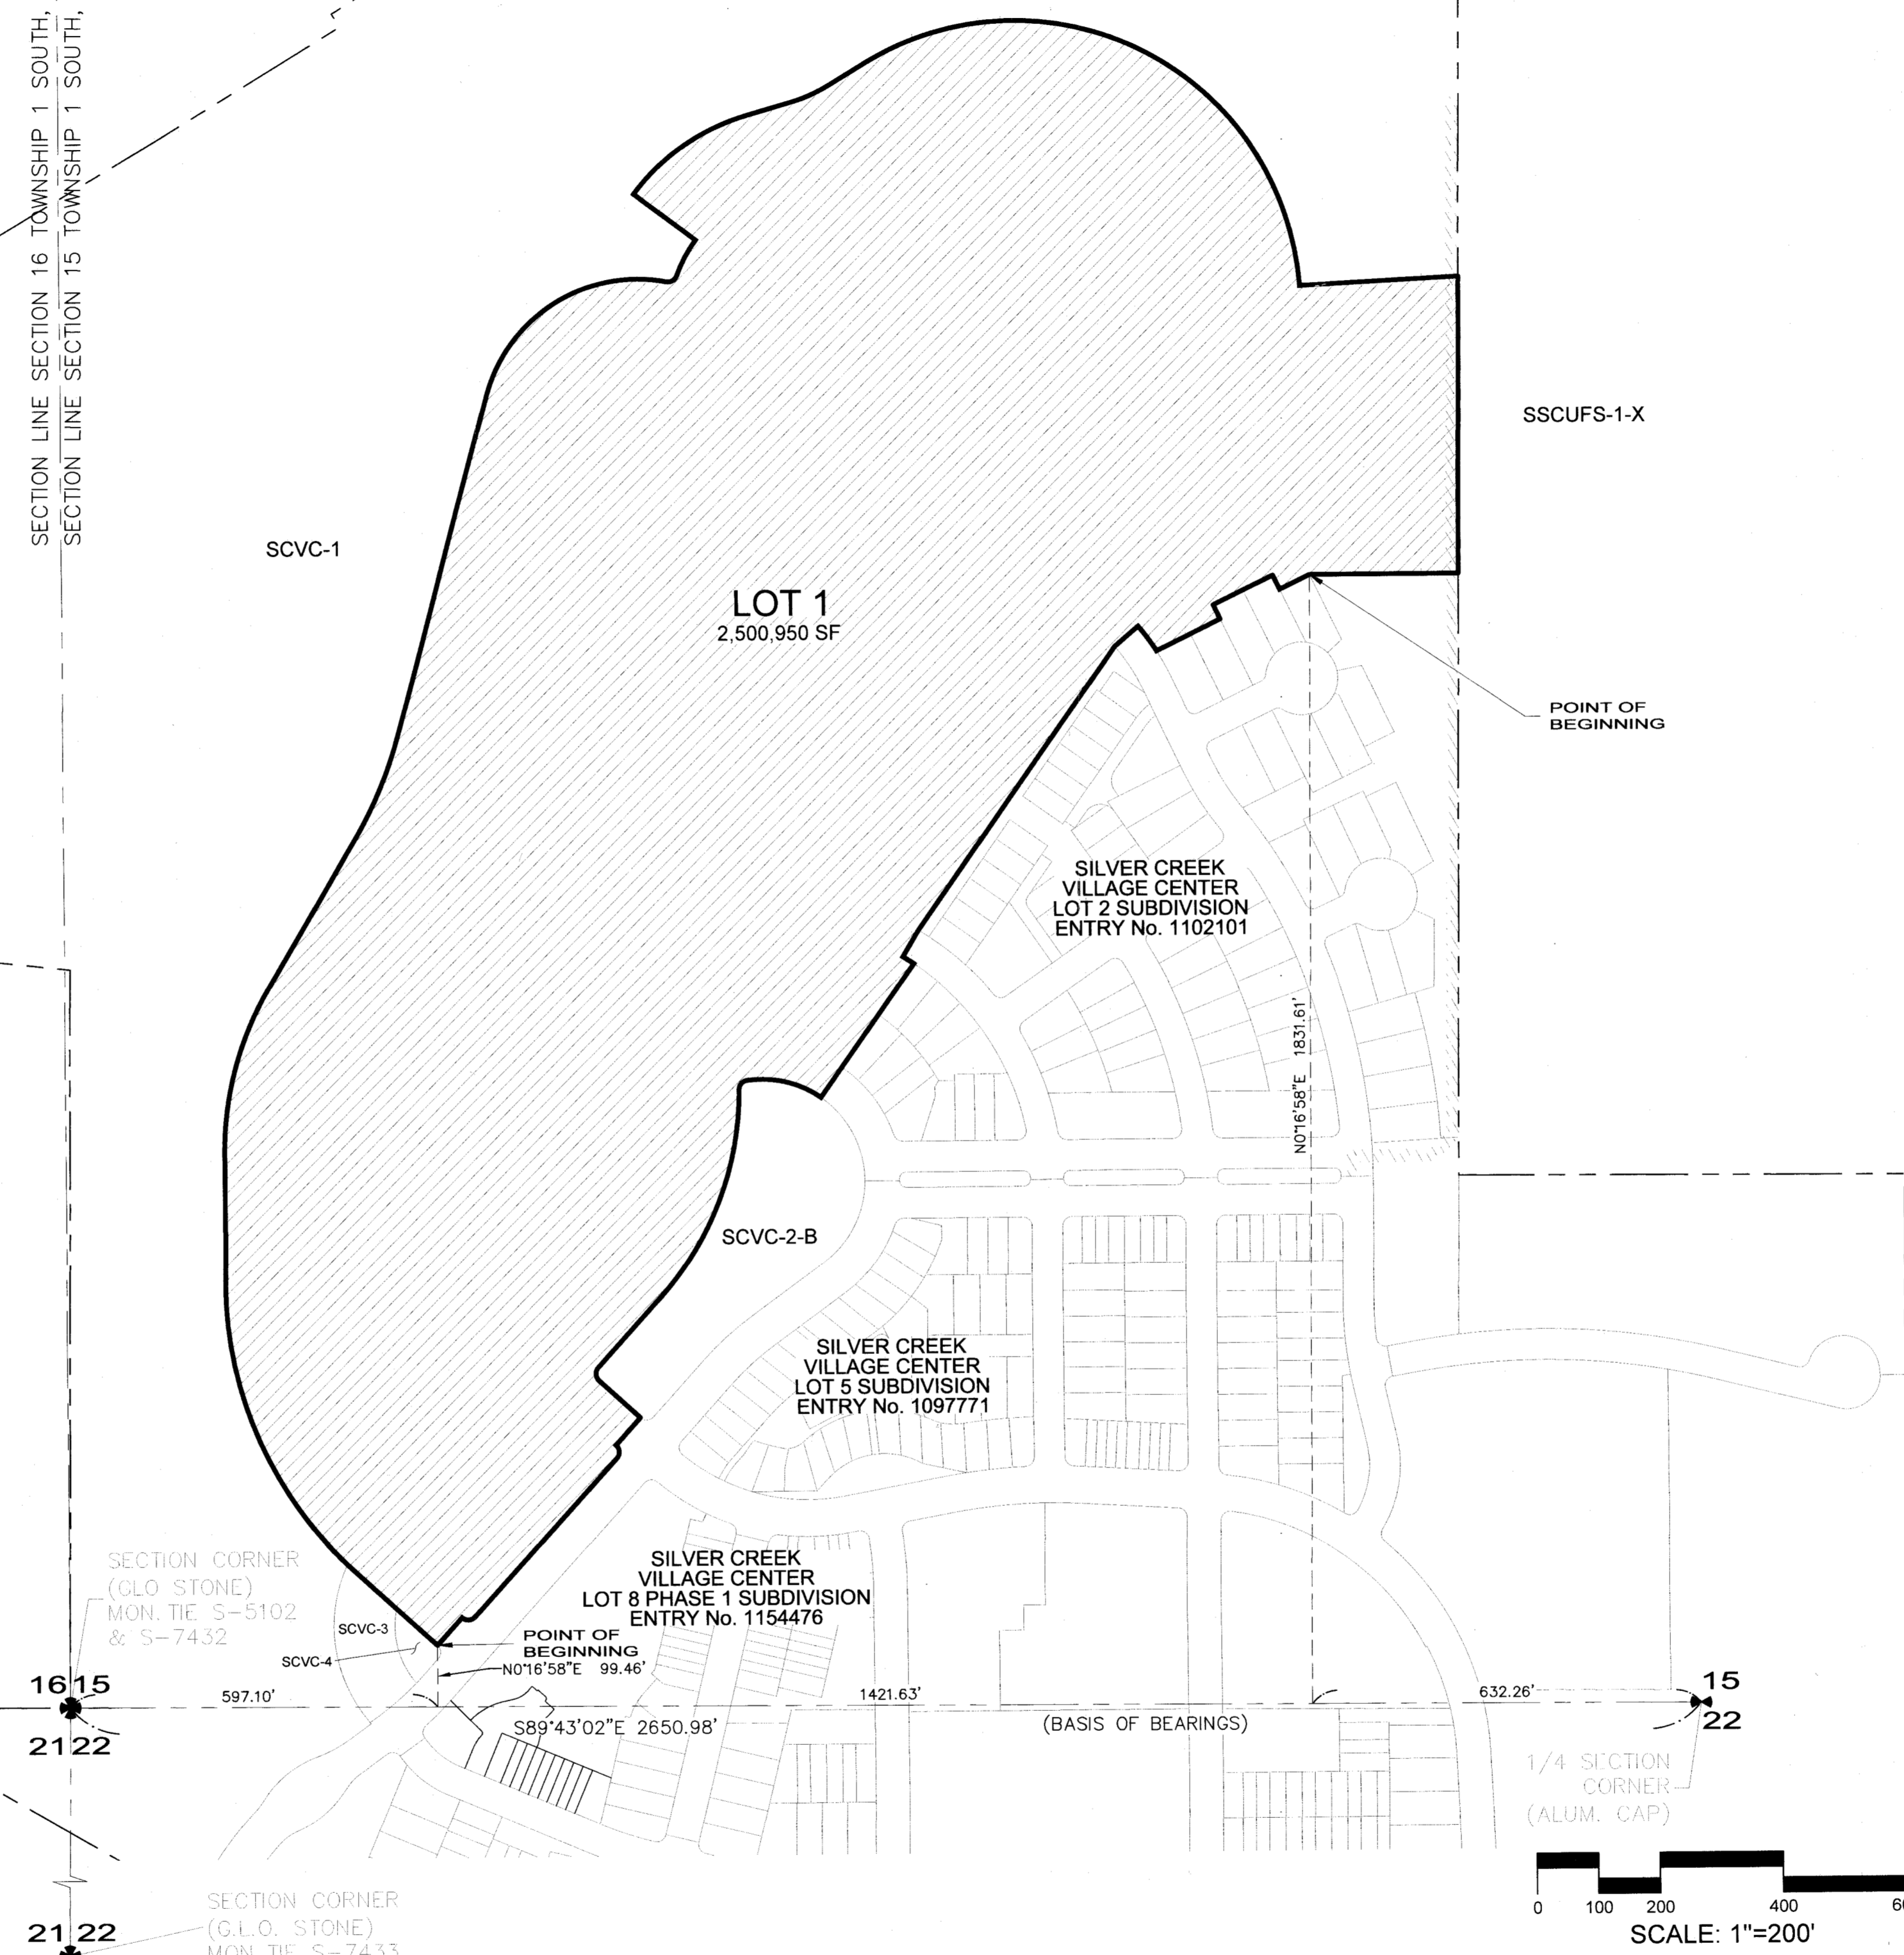 SECTION LINE SECTION 16 TOWNSHIP 1 SOUTH,
SECTION LINE SECTION 15 TOWNSHIP 1 SOUTH,
SSCUFS-1-X
SCVC-1
LOT 1
2,500,950 SF
POINT OF
BEGINNING
SILVER CREEK
VILLAGE CENTER
LOT 2 SUBDIVISION
ENTRY No. 1102101
N0°16'58"E 1831.61'
SCVC-2-B
SILVER CREEK
VILLAGE CENTER
LOT 5 SUBDIVISION
ENTRY No. 1097771
SECTION CORNER
(GLO STONE)
MON. TIE S-5102
& S-7432
SILVER CREEK
VILLAGE CENTER
LOT 8 PHASE 1 SUBDIVISION
ENTRY No. 1154476
SCVC-3
SCVC-4
POINT OF
BEGINNING
N0°16'58"E 99.46'
16 15
21 22
597.10'
1421.63'
632.26'
S89°43'02"E 2650.98'
(BASIS OF BEARINGS)
15
22
1/4 SECTION
CORNER
(ALUM. CAP)
SECTION CORNER
(G.L.O. STONE)
MON. TIE S-7433
21 22
0 100 200 400
SCALE: 1"=200'